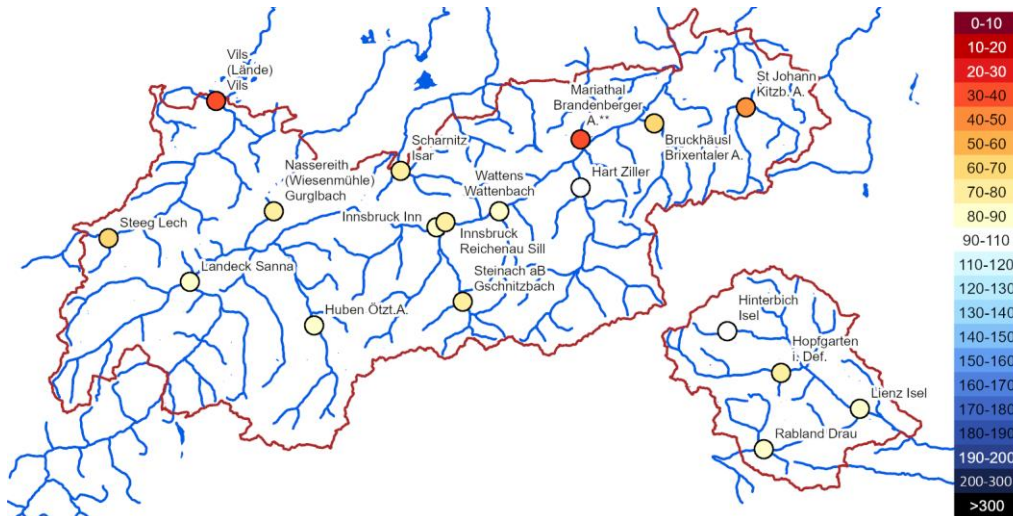 Vils
(Lände)
Vils
Mariathal
Brandenberger
A.**
St Johann
Kitzb. A.
Scharnitz
Isar
Bruckhäusl
Brixentaler A.
Nassereith
(Wiesenmühle)
Gurglbach
Wattens
Wattenbach
Hart Ziller
Steeg Lech
Innsbruck Inn
Innsbruck
Reichenau Sill
Landeck Sanna
Steinach aB
Gschnitzbach
Huben Ötzt.A.
Hinterbich
Isel
Hopfgarten
i. Def.
Lienz Isel
Rabland Drau
0-10
10-20
20-30
30-40
40-50
50-60
60-70
70-80
80-90
90-110
110-120
120-130
130-140
140-150
150-160
160-170
170-180
180-190
190-200
200-300
>300